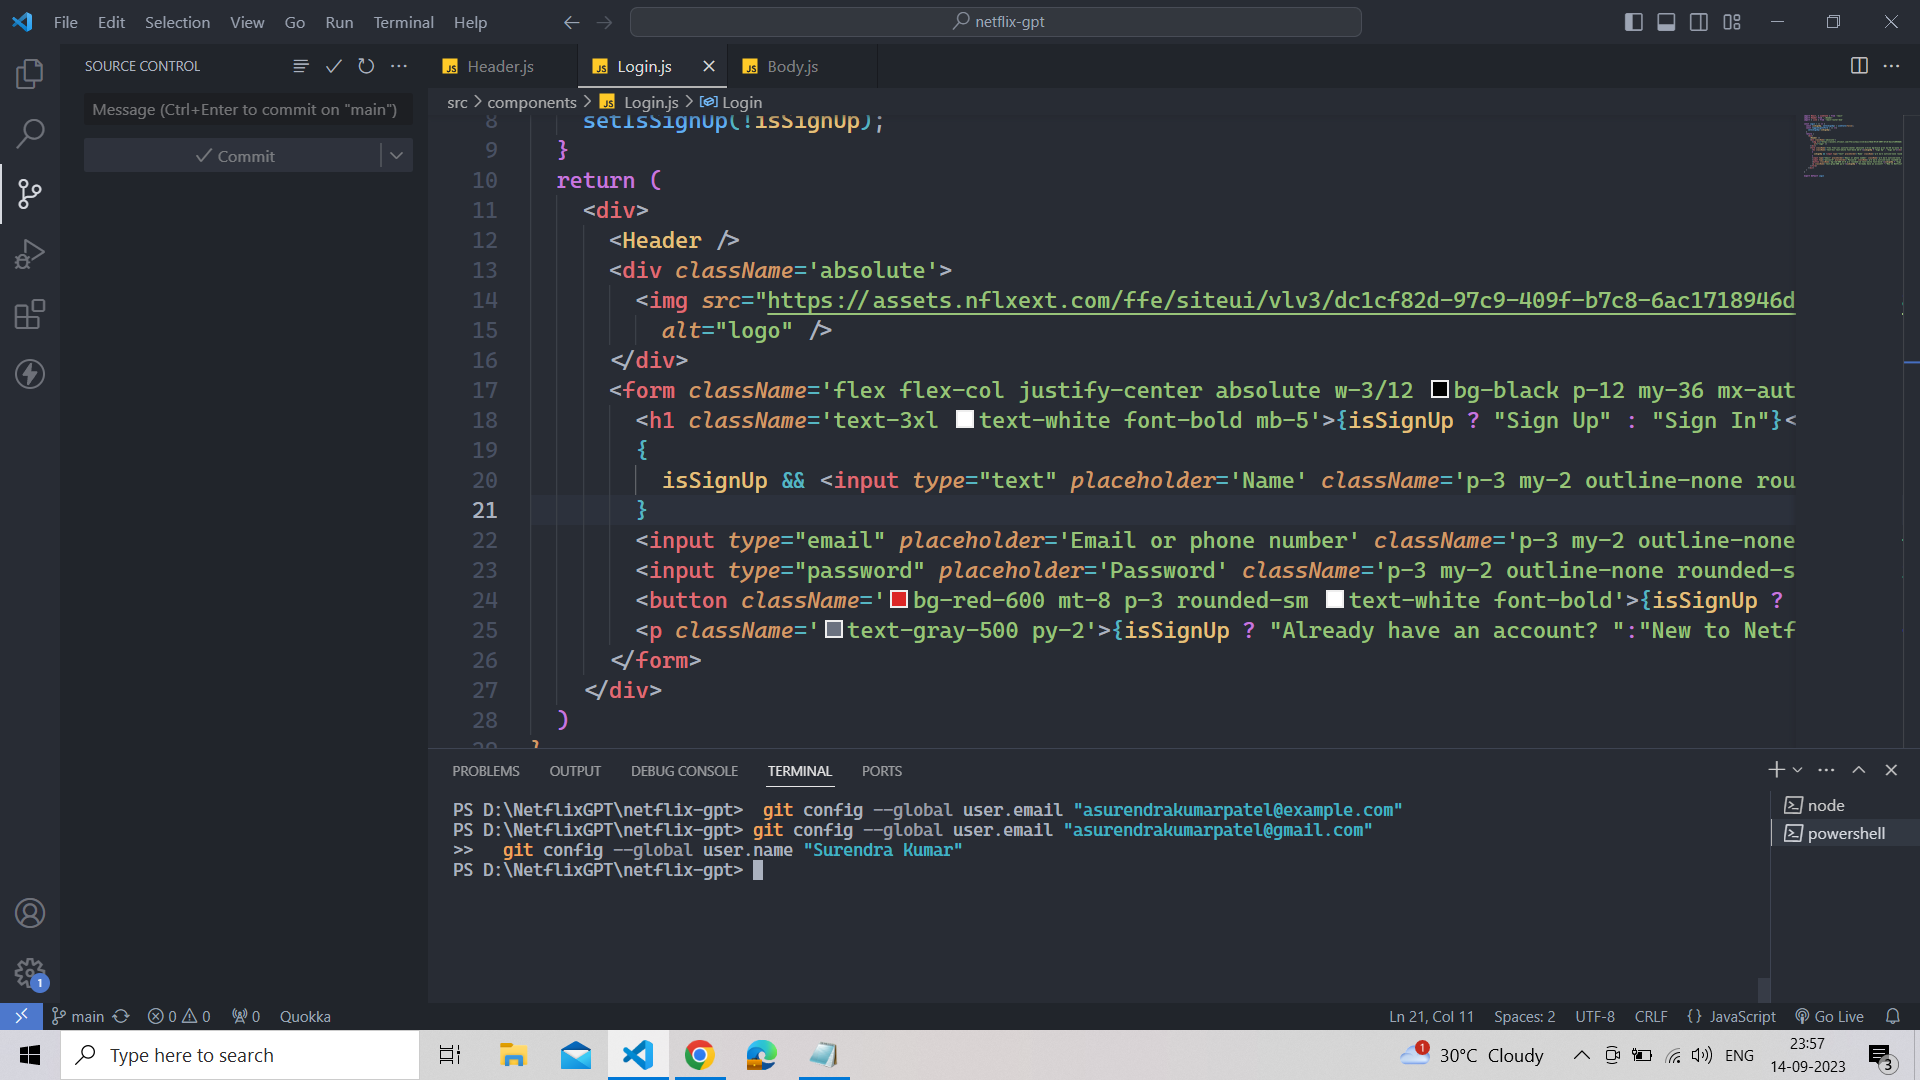 File Edit Selection View Go Run Terminal Help
netflix-gpt
SOURCE CONTROL
Message (Ctrl+Enter to commit on "main")
Commit
JS Header.js
JS Login.js
JS Body.js
src > components > JS Login.js > Login
8 setIsSignUp(!isSignUp);
9 }
10 return (
11 <div>
12 <Header />
13 <div className='absolute'>
14 <img src="https://assets.nflxext.com/ffe/siteui/vlv3/dc1cf82d-97c9-409f-b7c8-6ac1718946d
15 alt="logo" />
16 </div>
17 <form className='flex flex-col justify-center absolute w-3/12 bg-black p-12 my-36 mx-aut
18 <h1 className='text-3xl text-white font-bold mb-5'>{isSignUp ? "Sign Up" : "Sign In"}<
19 {
20 isSignUp && <input type="text" placeholder='Name' className='p-3 my-2 outline-none rou
21 }
22 <input type="email" placeholder='Email or phone number' className='p-3 my-2 outline-none
23 <input type="password" placeholder='Password' className='p-3 my-2 outline-none rounded-s
24 <button className='bg-red-600 mt-8 p-3 rounded-sm text-white font-bold'>{isSignUp ?
25 <p className='text-gray-500 py-2'>{isSignUp ? "Already have an account? ":"New to Netf
26 </form>
27 </div>
28 )
29 }
PROBLEMS OUTPUT DEBUG CONSOLE TERMINAL PORTS
PS D:\NetflixGPT\netflix-gpt>  git config --global user.email "asurendrakumarpatel@example.com"
PS D:\NetflixGPT\netflix-gpt> git config --global user.email "asurendrakumarpatel@gmail.com"
>>   git config --global user.name "Surendra Kumar"
PS D:\NetflixGPT\netflix-gpt>
node
powershell
1
main 0 0 0 Quokka
Ln 21, Col 11 Spaces: 2 UTF-8 CRLF {} JavaScript Go Live
Type here to search
1 30°C Cloudy
ENG
23:57
14-09-2023
3